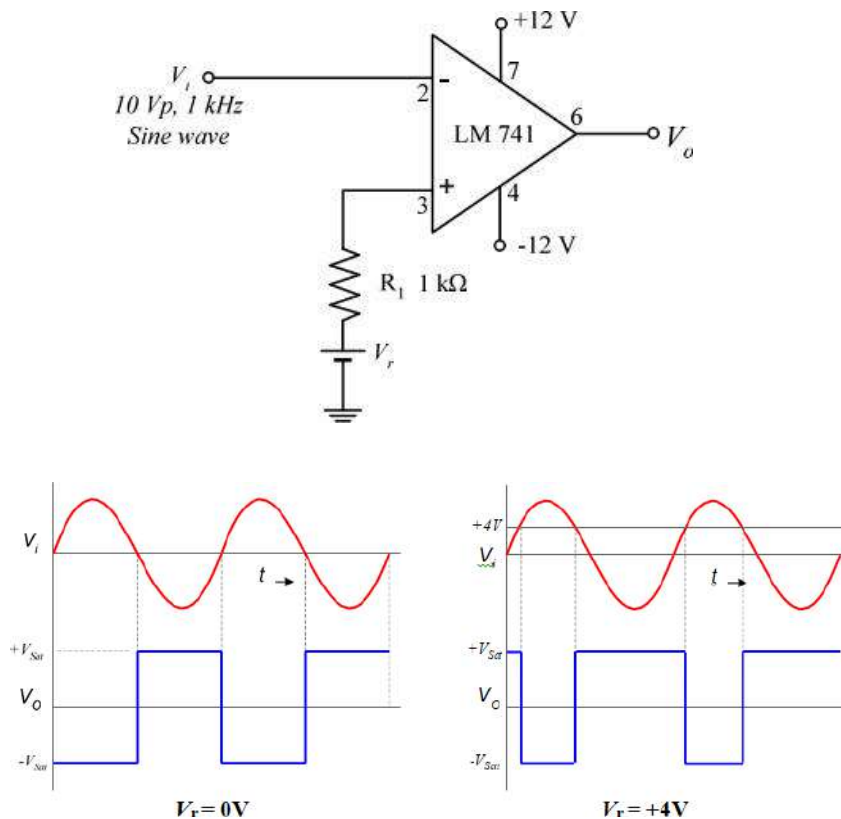 +12 V
V_i
10 Vp, 1 kHz
Sine wave
2
-
7
6
LM 741
V_o
+
3
4
-12 V
R_1 1 kΩ
V_r
V_i
t
+V_Sat
V_O
-V_Sat
V_r = 0V
+4V
V_i
t
+V_Sat
V_O
-V_Sat
V_r = +4V